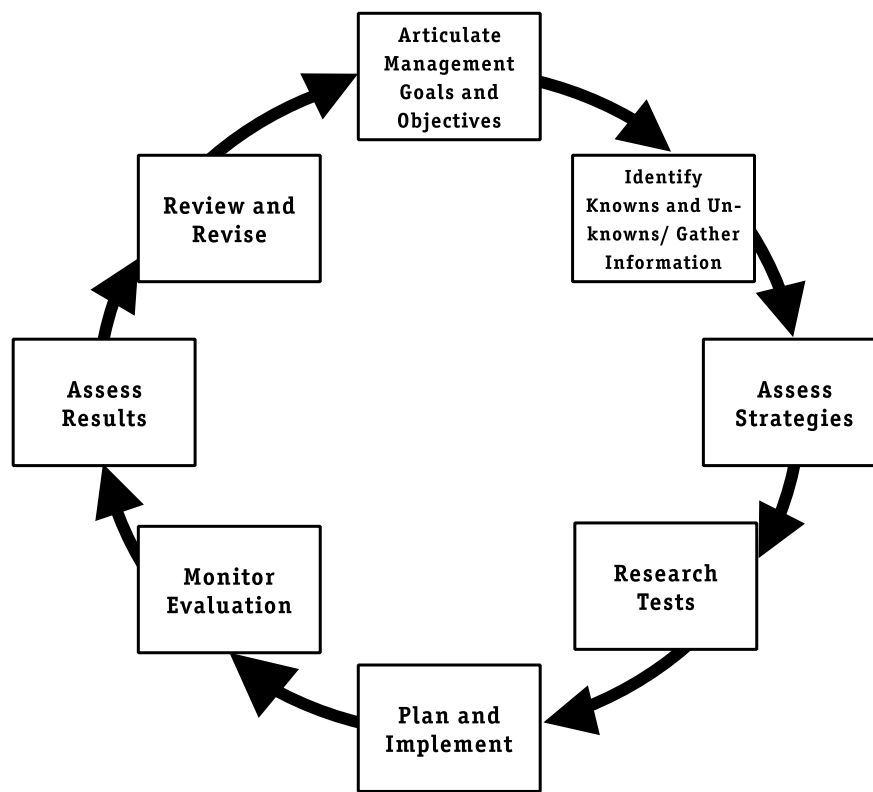 Articulate
Management
Goals and
Objectives
Identify
Knowns and Un-
knowns/ Gather
Information
Assess
Strategies
Research
Tests
Plan and
Implement
Monitor
Evaluation
Assess
Results
Review and
Revise